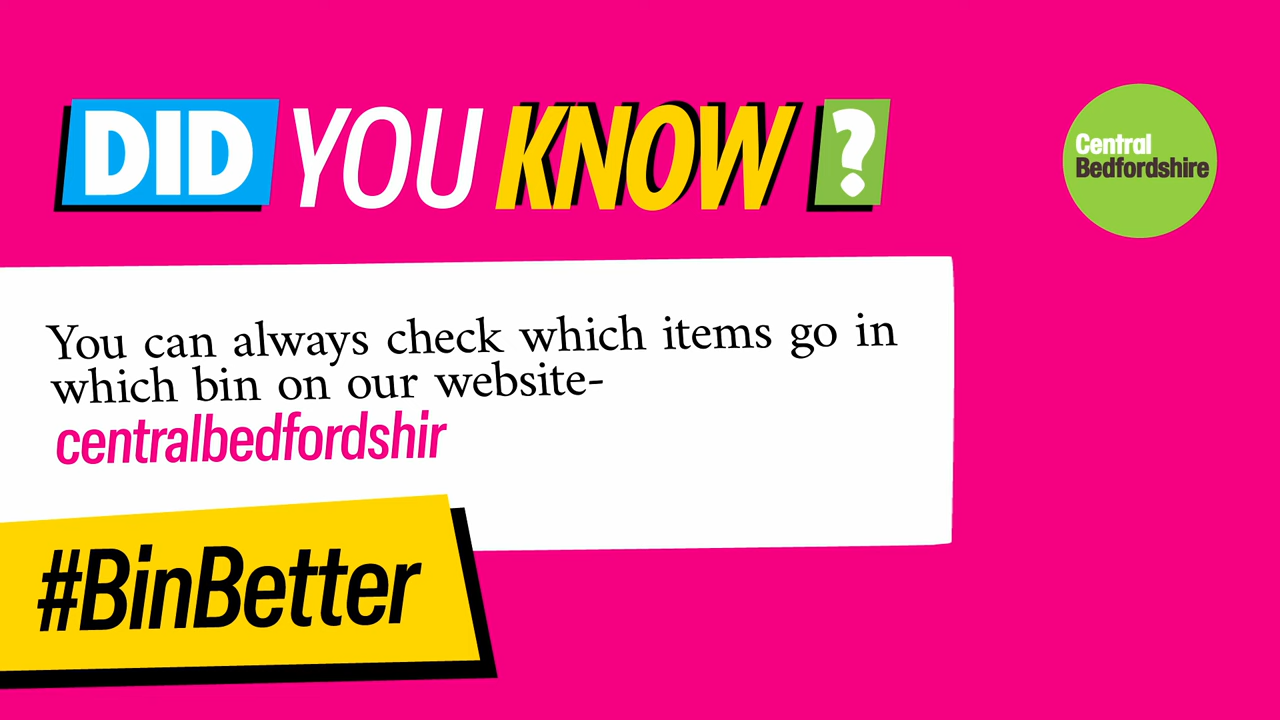 DID YOU KNOW ?
Central
Bedfordshire
You can always check which items go in
which bin on our website-
centralbedfordshir
#BinBetter